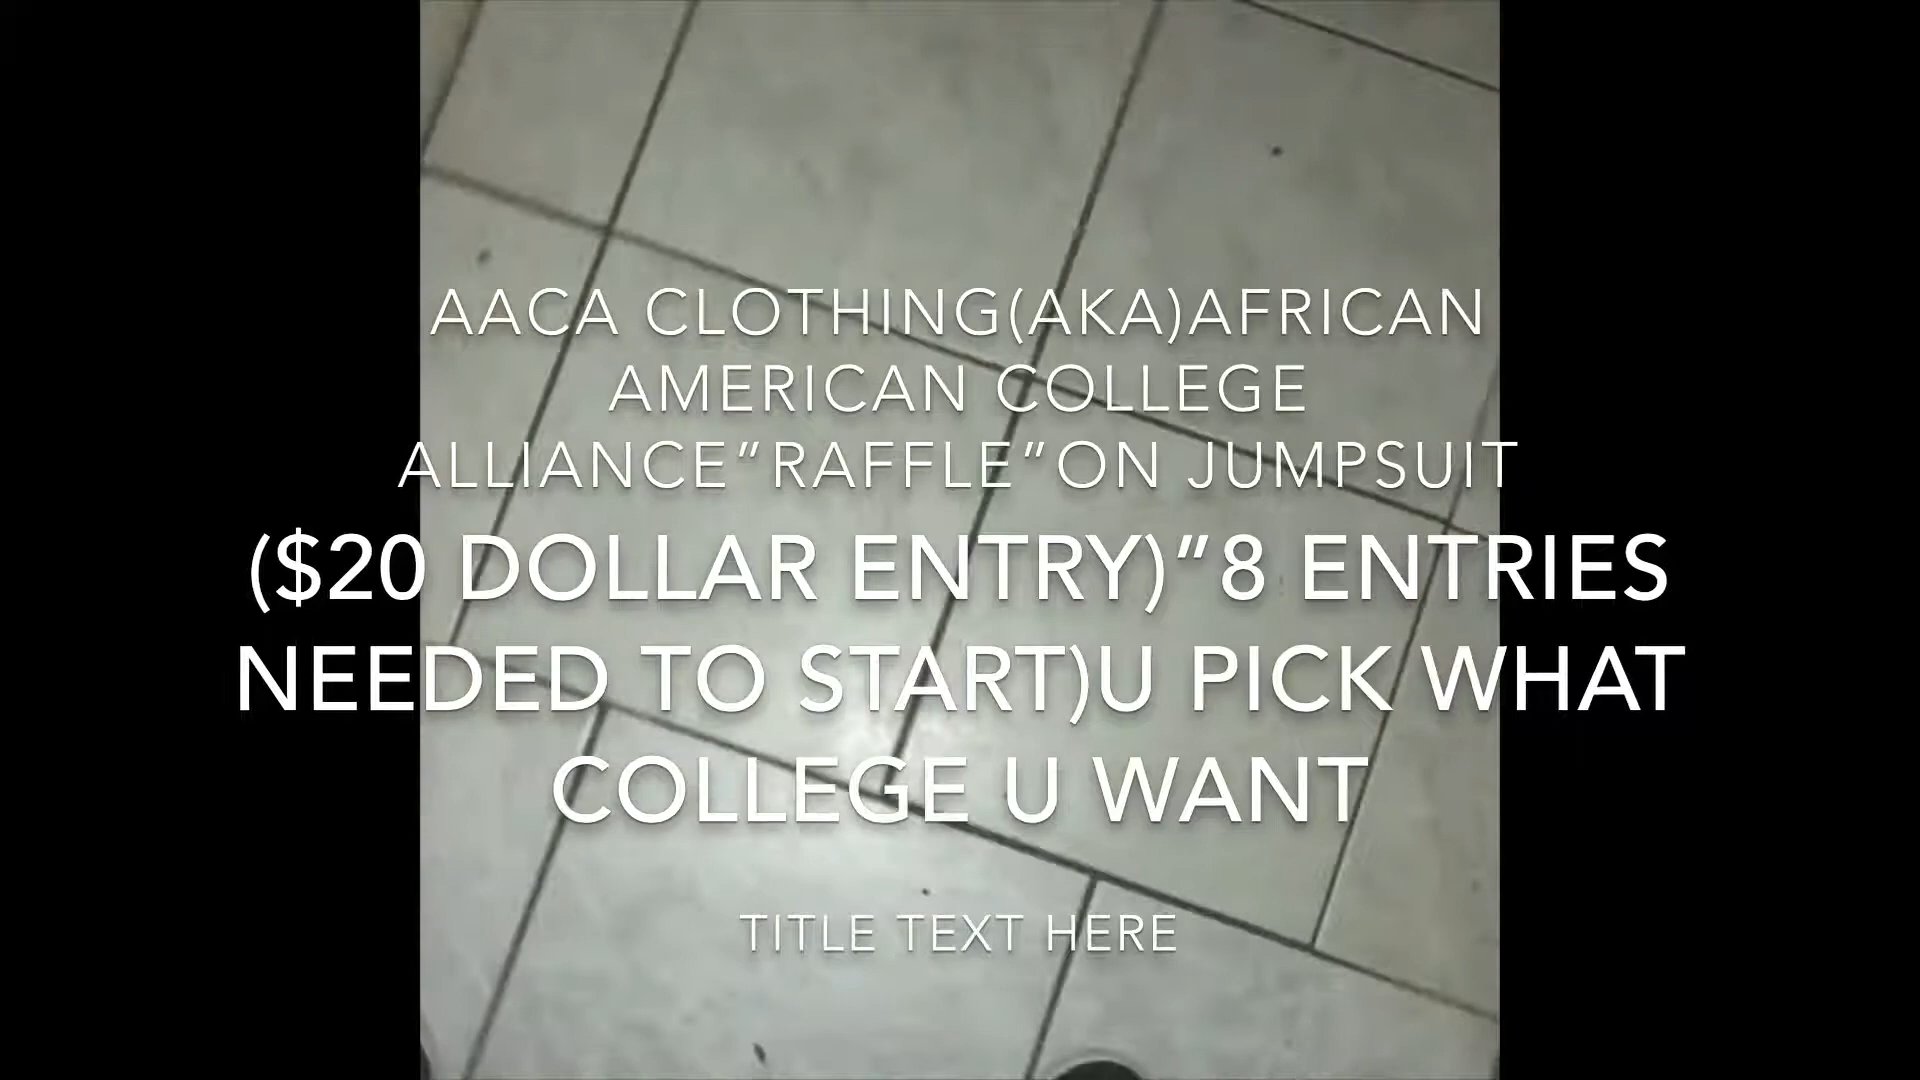 AACA CLOTHING(AKA)AFRICAN
AMERICAN COLLEGE
ALLIANCE"RAFFLE"ON JUMPSUIT
($20 DOLLAR ENTRY)"8 ENTRIES
NEEDED TO START)U PICK WHAT
COLLEGE U WANT
TITLE TEXT HERE